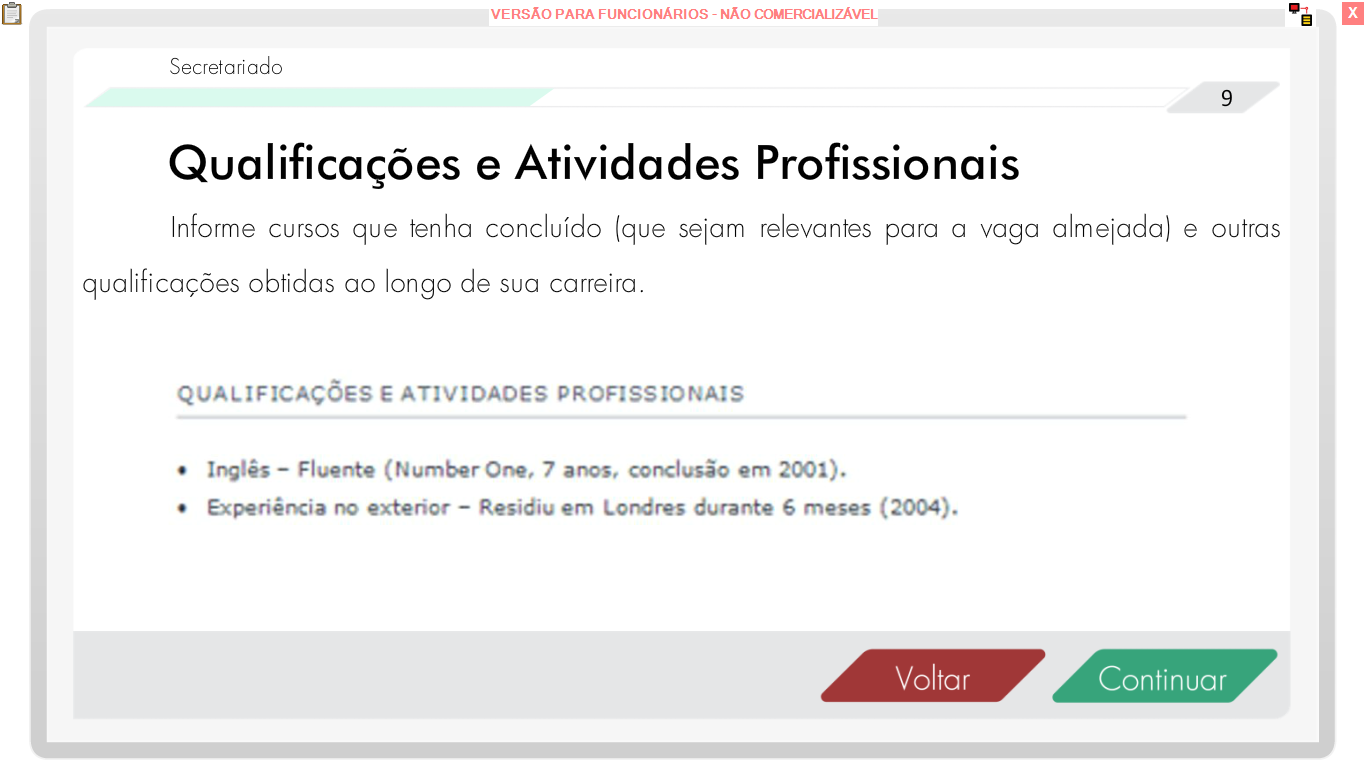 VERSÃO PARA FUNCIONÁRIOS - NÃO COMERCIALIZÁVEL
X
Secretariado
9
Qualificações e Atividades Profissionais
Informe cursos que tenha concluído (que sejam relevantes para a vaga almejada) e outras
qualificações obtidas ao longo de sua carreira.
QUALIFICAÇÕES E ATIVIDADES PROFISSIONAIS
• Inglês – Fluente (Number One, 7 anos, conclusão em 2001).
• Experiência no exterior – Residiu em Londres durante 6 meses (2004).
Voltar
Continuar